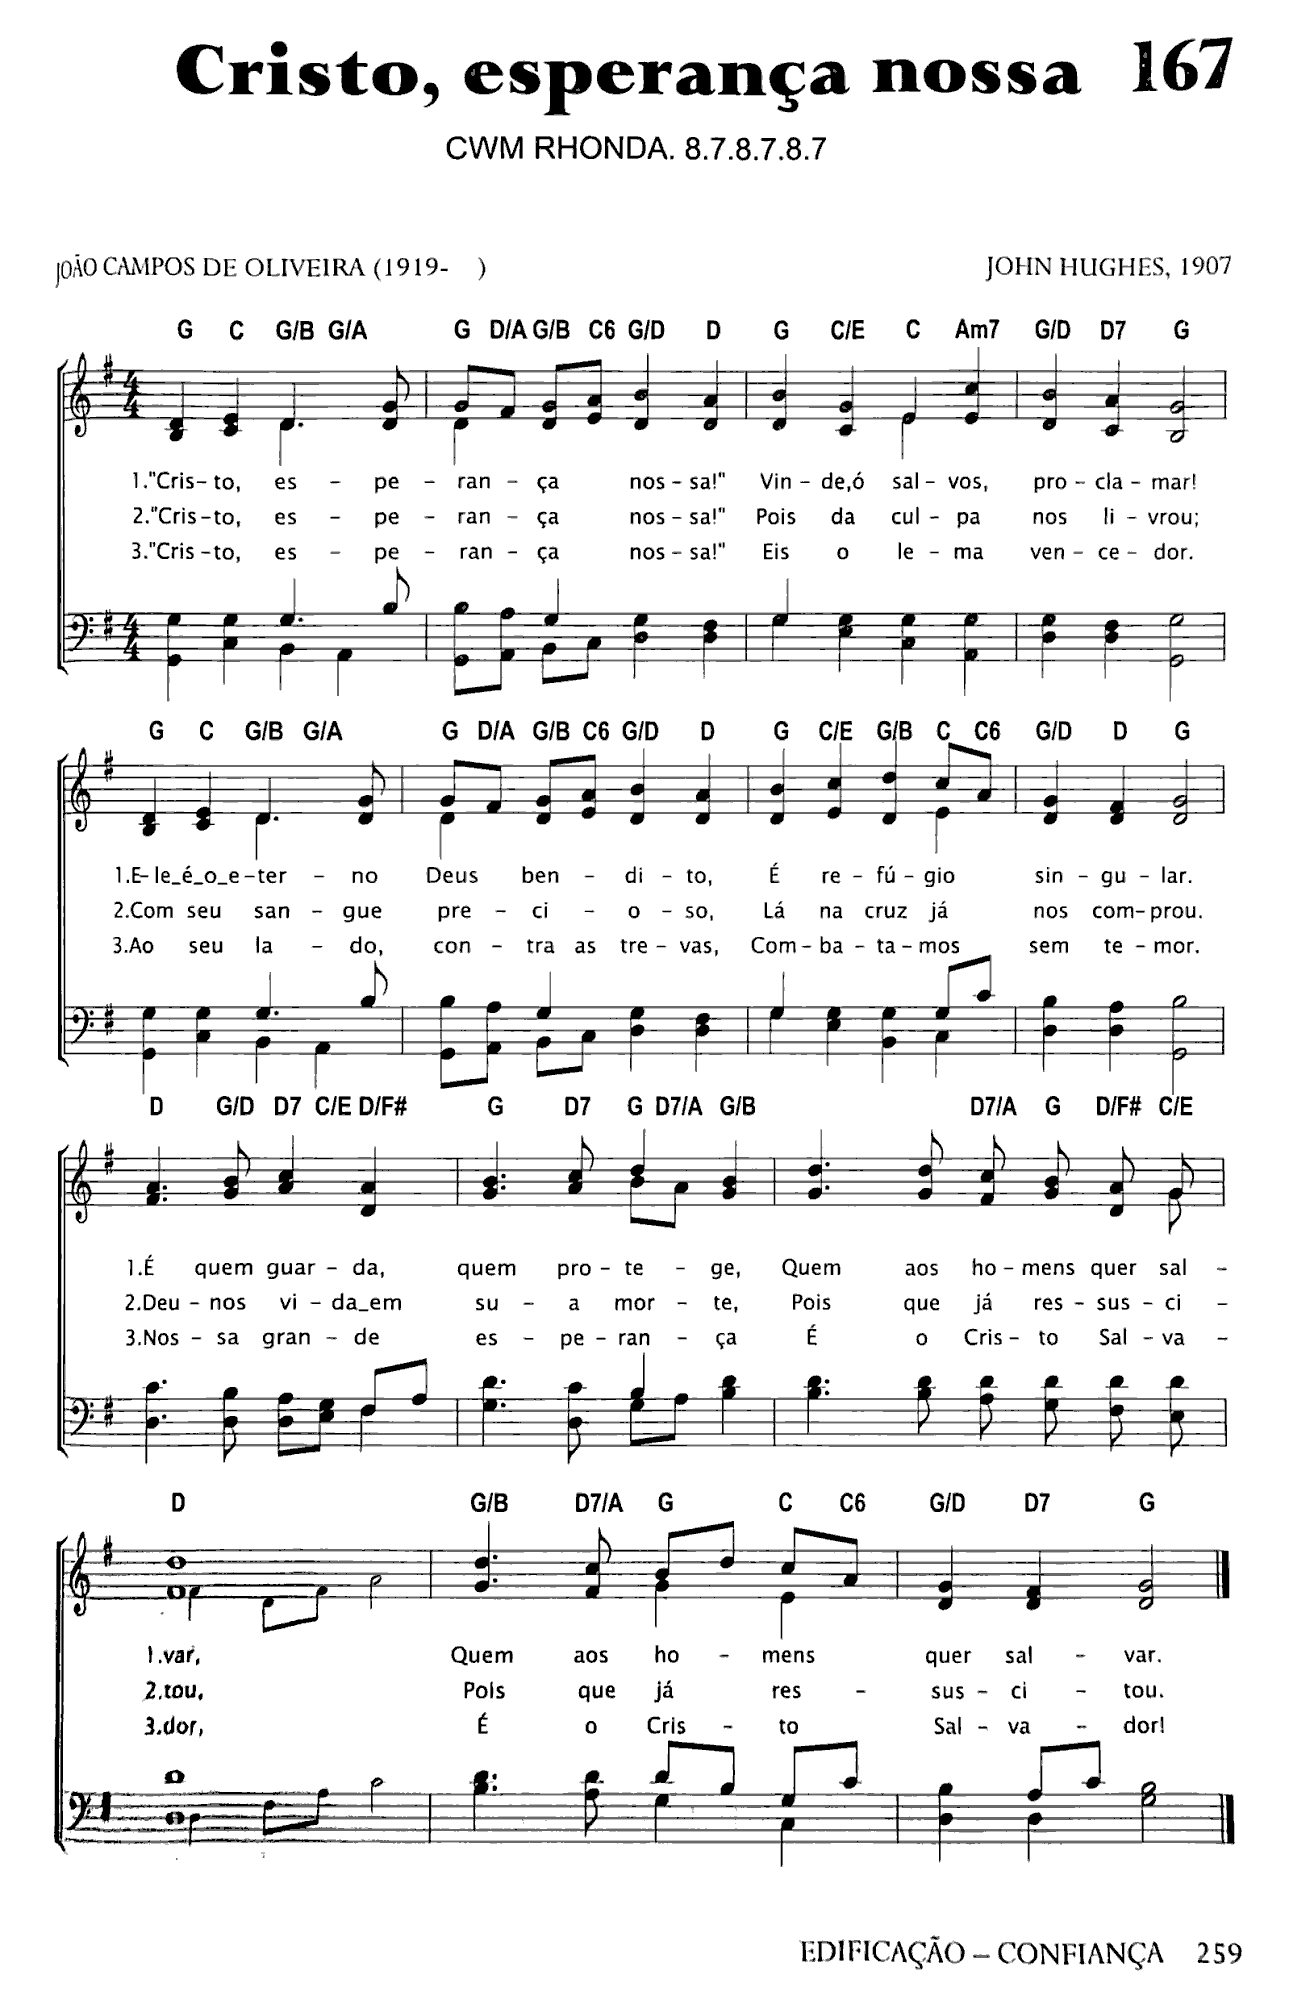 Cristo, esperança nossa 167
CWM RHONDA. 8.7.8.7.8.7
JOÃO CAMPOS DE OLIVEIRA (1919- ) JOHN HUGHES, 1907
G C G/B G/A G D/A G/B C6 G/D D G C/E C Am7 G/D D7 G
1."Cris-to, es - pe - ran - ça nos-sa!" Vin-de,ó sal-vos, pro-cla-mar!
2."Cris-to, es - pe - ran - ça nos-sa!" Pois da cul-pa nos li-vrou;
3."Cris-to, es - pe - ran - ça nos-sa!" Eis o le-ma ven-ce-dor.
G C G/B G/A G D/A G/B C6 G/D D G C/E G/B C C6 G/D D G
1.E-le_é_o_e-ter - no Deus ben - di - to, É re-fú-gio sin-gu-lar.
2.Com seu san - gue pre - ci - o - so, Lá na cruz já nos com-prou.
3.Ao seu la - do, con - tra as tre-vas, Com-ba-ta-mos sem te-mor.
D G/D D7 C/E D/F# G D7 G D7/A G/B D7/A G D/F# C/E
1.É quem guar - da, quem pro - te - ge, Quem aos ho-mens quer sal -
2.Deu - nos vi - da_em su - a mor - te, Pois que já res-sus-ci -
3.Nos - sa gran - de es - pe - ran - ça É o Cris-to Sal-va -
D G/B D7/A G C C6 G/D D7 G
1.var, Quem aos ho - mens quer sal - var.
2.tou, Pois que já res - sus - ci - tou.
3.dor, É o Cris - to Sal - va - dor!
EDIFICAÇÃO – CONFIANÇA 259